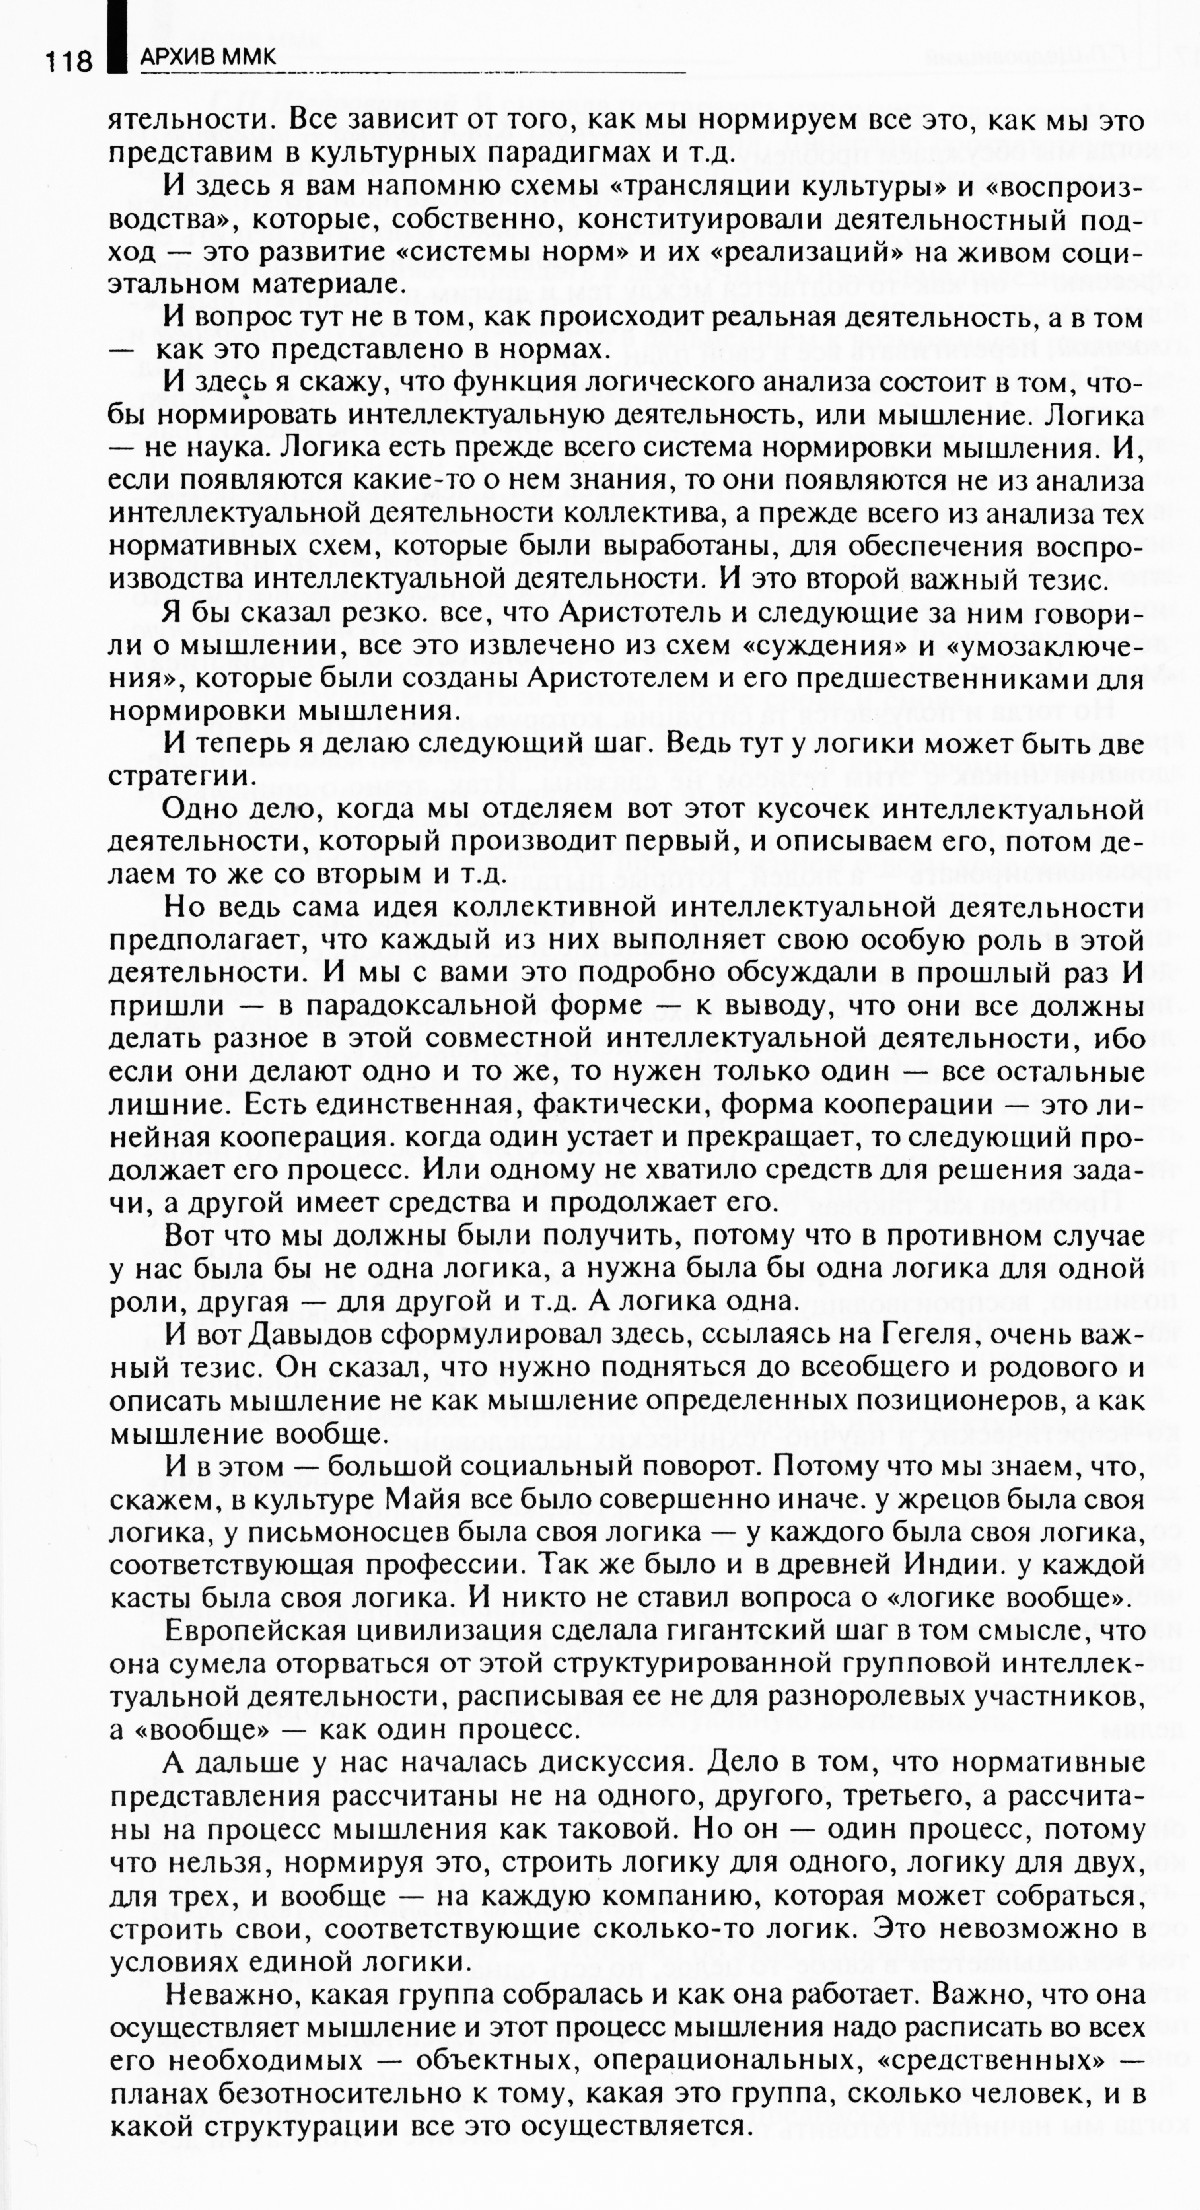 118 АРХИВ ММК
ятельности. Все зависит от того, как мы нормируем все это, как мы это
представим в культурных парадигмах и т.д.
И здесь я вам напомню схемы «трансляции культуры» и «воспроиз-
водства», которые, собственно, конституировали деятельностный под-
ход — это развитие «системы норм» и их «реализаций» на живом соци-
этальном материале.
И вопрос тут не в том, как происходит реальная деятельность, а в том
— как это представлено в нормах.
И здесь я скажу, что функция логического анализа состоит в том, что-
бы нормировать интеллектуальную деятельность, или мышление. Логика
— не наука. Логика есть прежде всего система нормировки мышления. И,
если появляются какие-то о нем знания, то они появляются не из анализа
интеллектуальной деятельности коллектива, а прежде всего из анализа тех
нормативных схем, которые были выработаны, для обеспечения воспро-
изводства интеллектуальной деятельности. И это второй важный тезис.
Я бы сказал резко. все, что Аристотель и следующие за ним говори-
ли о мышлении, все это извлечено из схем «суждения» и «умозаключе-
ния», которые были созданы Аристотелем и его предшественниками для
нормировки мышления.
И теперь я делаю следующий шаг. Ведь тут у логики может быть две
стратегии.
Одно дело, когда мы отделяем вот этот кусочек интеллектуальной
деятельности, который производит первый, и описываем его, потом де-
лаем то же со вторым и т.д.
Но ведь сама идея коллективной интеллектуальной деятельности
предполагает, что каждый из них выполняет свою особую роль в этой
деятельности. И мы с вами это подробно обсуждали в прошлый раз И
пришли — в парадоксальной форме — к выводу, что они все должны
делать разное в этой совместной интеллектуальной деятельности, ибо
если они делают одно и то же, то нужен только один — все остальные
лишние. Есть единственная, фактически, форма кооперации — это ли-
нейная кооперация. когда один устает и прекращает, то следующий про-
должает его процесс. Или одному не хватило средств для решения зада-
чи, а другой имеет средства и продолжает его.
Вот что мы должны были получить, потому что в противном случае
у нас была бы не одна логика, а нужна была бы одна логика для одной
роли, другая — для другой и т.д. А логика одна.
И вот Давыдов сформулировал здесь, ссылаясь на Гегеля, очень важ-
ный тезис. Он сказал, что нужно подняться до всеобщего и родового и
описать мышление не как мышление определенных позиционеров, а как
мышление вообще.
И в этом — большой социальный поворот. Потому что мы знаем, что,
скажем, в культуре Майя все было совершенно иначе. у жрецов была своя
логика, у письмоносцев была своя логика — у каждого была своя логика,
соответствующая профессии. Так же было и в древней Индии. у каждой
касты была своя логика. И никто не ставил вопроса о «логике вообще».
Европейская цивилизация сделала гигантский шаг в том смысле, что
она сумела оторваться от этой структурированной групповой интеллек-
туальной деятельности, расписывая ее не для разноролевых участников,
а «вообще» — как один процесс.
А дальше у нас началась дискуссия. Дело в том, что нормативные
представления рассчитаны не на одного, другого, третьего, а рассчита-
ны на процесс мышления как таковой. Но он — один процесс, потому
что нельзя, нормируя это, строить логику для одного, логику для двух,
для трех, и вообще — на каждую компанию, которая может собраться,
строить свои, соответствующие сколько-то логик. Это невозможно в
условиях единой логики.
Неважно, какая группа собралась и как она работает. Важно, что она
осуществляет мышление и этот процесс мышления надо расписать во всех
его необходимых — объектных, операциональных, «средственных» —
планах безотносительно к тому, какая это группа, сколько человек, и в
какой структурации все это осуществляется.